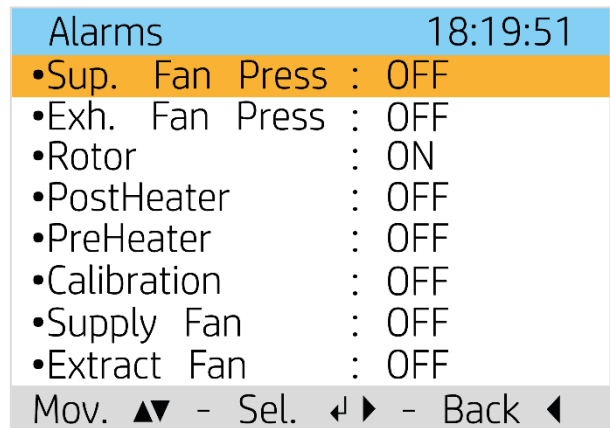 Alarms 18:19:51
•Sup. Fan Press : OFF
•Exh. Fan Press : OFF
•Rotor : ON
•PostHeater : OFF
•PreHeater : OFF
•Calibration : OFF
•Supply Fan : OFF
•Extract Fan : OFF
Mov. ▲▼ - Sel. ↵ ▶ - Back ◀